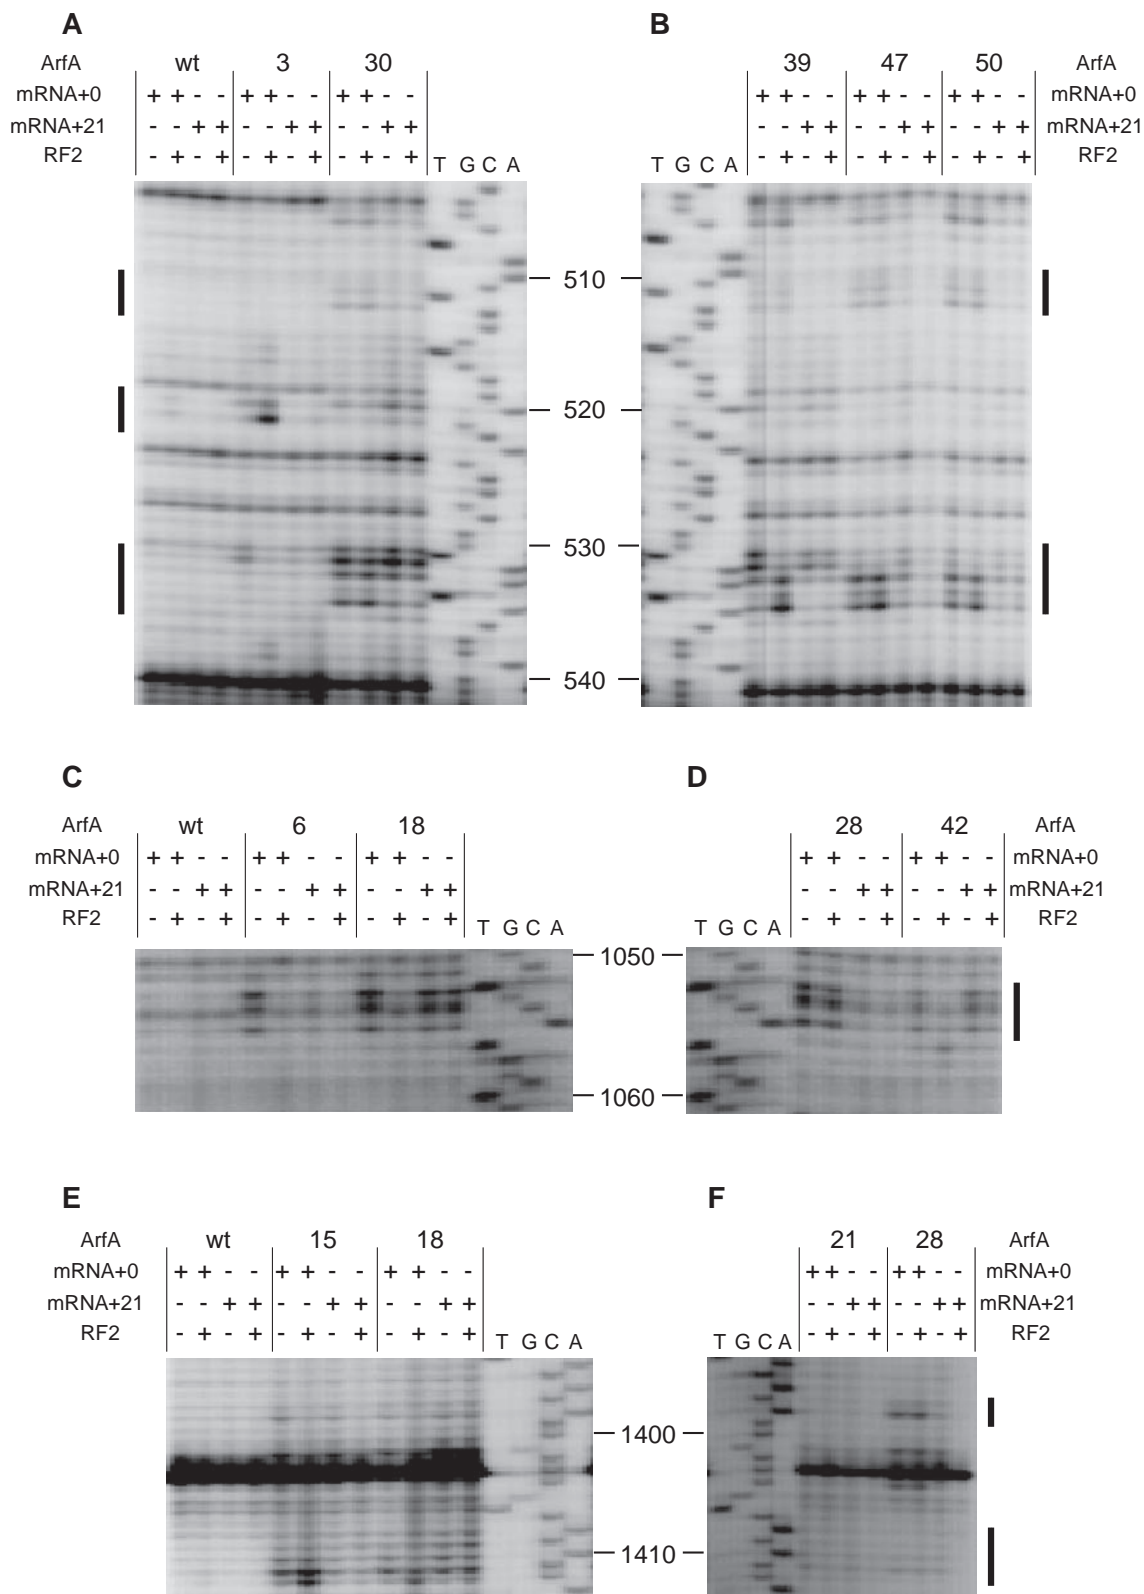 A
ArfA wt 3 30
mRNA+0 + + - - + + - - + + - -
mRNA+21 - - + + - - + + - - + +
RF2 - + - + - + - + - + - +
T G C A
B
39 47 50 ArfA
+ + - - + + - - + + - - mRNA+0
- - + + - - + + - - + + mRNA+21
- + - + - + - + - + - + RF2
T G C A
510
520
530
540
C
ArfA wt 6 18
mRNA+0 + + - - + + - - + + - -
mRNA+21 - - + + - - + + - - + +
RF2 - + - + - + - + - + - +
T G C A
D
28 42 ArfA
+ + - - + + - - mRNA+0
- - + + - - + + mRNA+21
- + - + - + - + RF2
T G C A
1050
1060
E
ArfA wt 15 18
mRNA+0 + + - - + + - - + + - -
mRNA+21 - - + + - - + + - - + +
RF2 - + - + - + - + - + - +
T G C A
F
21 28 ArfA
+ + - - + + - - mRNA+0
- - + + - - + + mRNA+21
- + - + - + - + RF2
T G C A
1400
1410